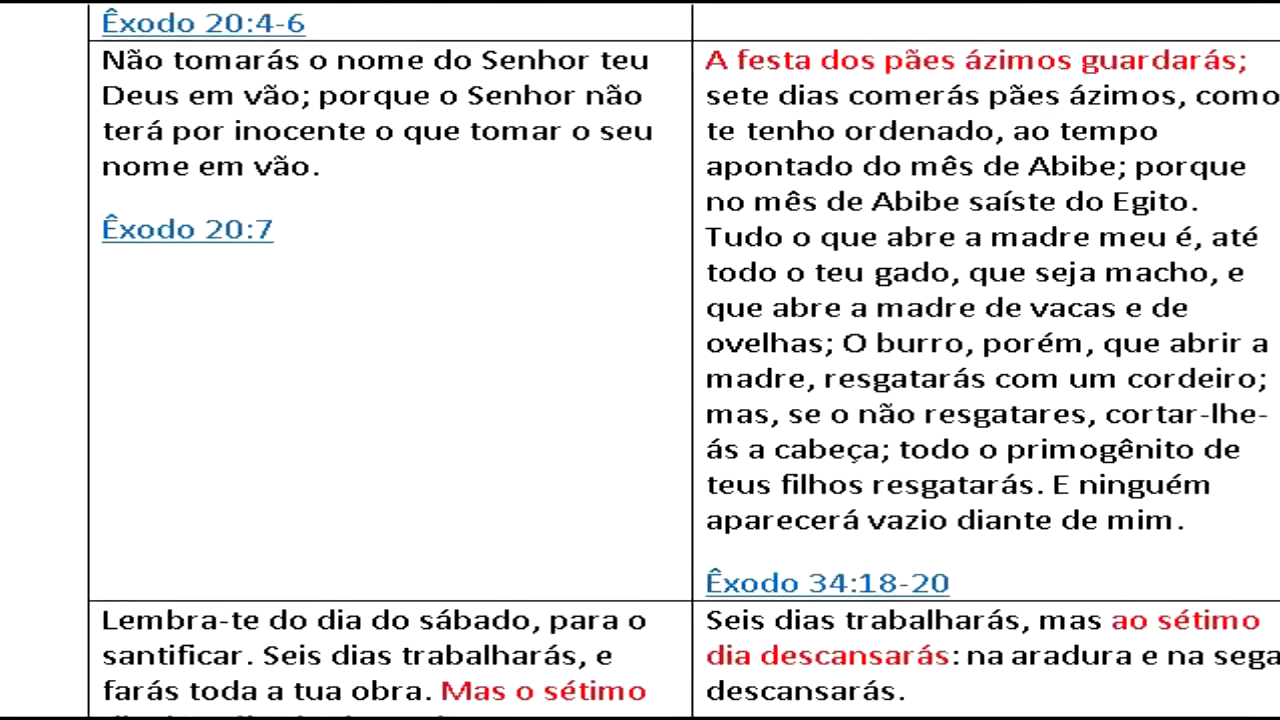 Êxodo 20:4-6
Não tomarás o nome do Senhor teu
Deus em vão; porque o Senhor não
terá por inocente o que tomar o seu
nome em vão.
Êxodo 20:7
A festa dos pães ázimos guardarás;
sete dias comerás pães ázimos, como
te tenho ordenado, ao tempo
apontado do mês de Abibe; porque
no mês de Abibe saíste do Egito.
Tudo o que abre a madre meu é, até
todo o teu gado, que seja macho, e
que abre a madre de vacas e de
ovelhas; O burro, porém, que abrir a
madre, resgatarás com um cordeiro;
mas, se o não resgatares, cortar-lhe-
ás a cabeça; todo o primogênito de
teus filhos resgatarás. E ninguém
aparecerá vazio diante de mim.
Êxodo 34:18-20
Lembra-te do dia do sábado, para o
santificar. Seis dias trabalharás, e
farás toda a tua obra. Mas o sétimo
Seis dias trabalharás, mas ao sétimo
dia descansarás: na aradura e na sega
descansarás.